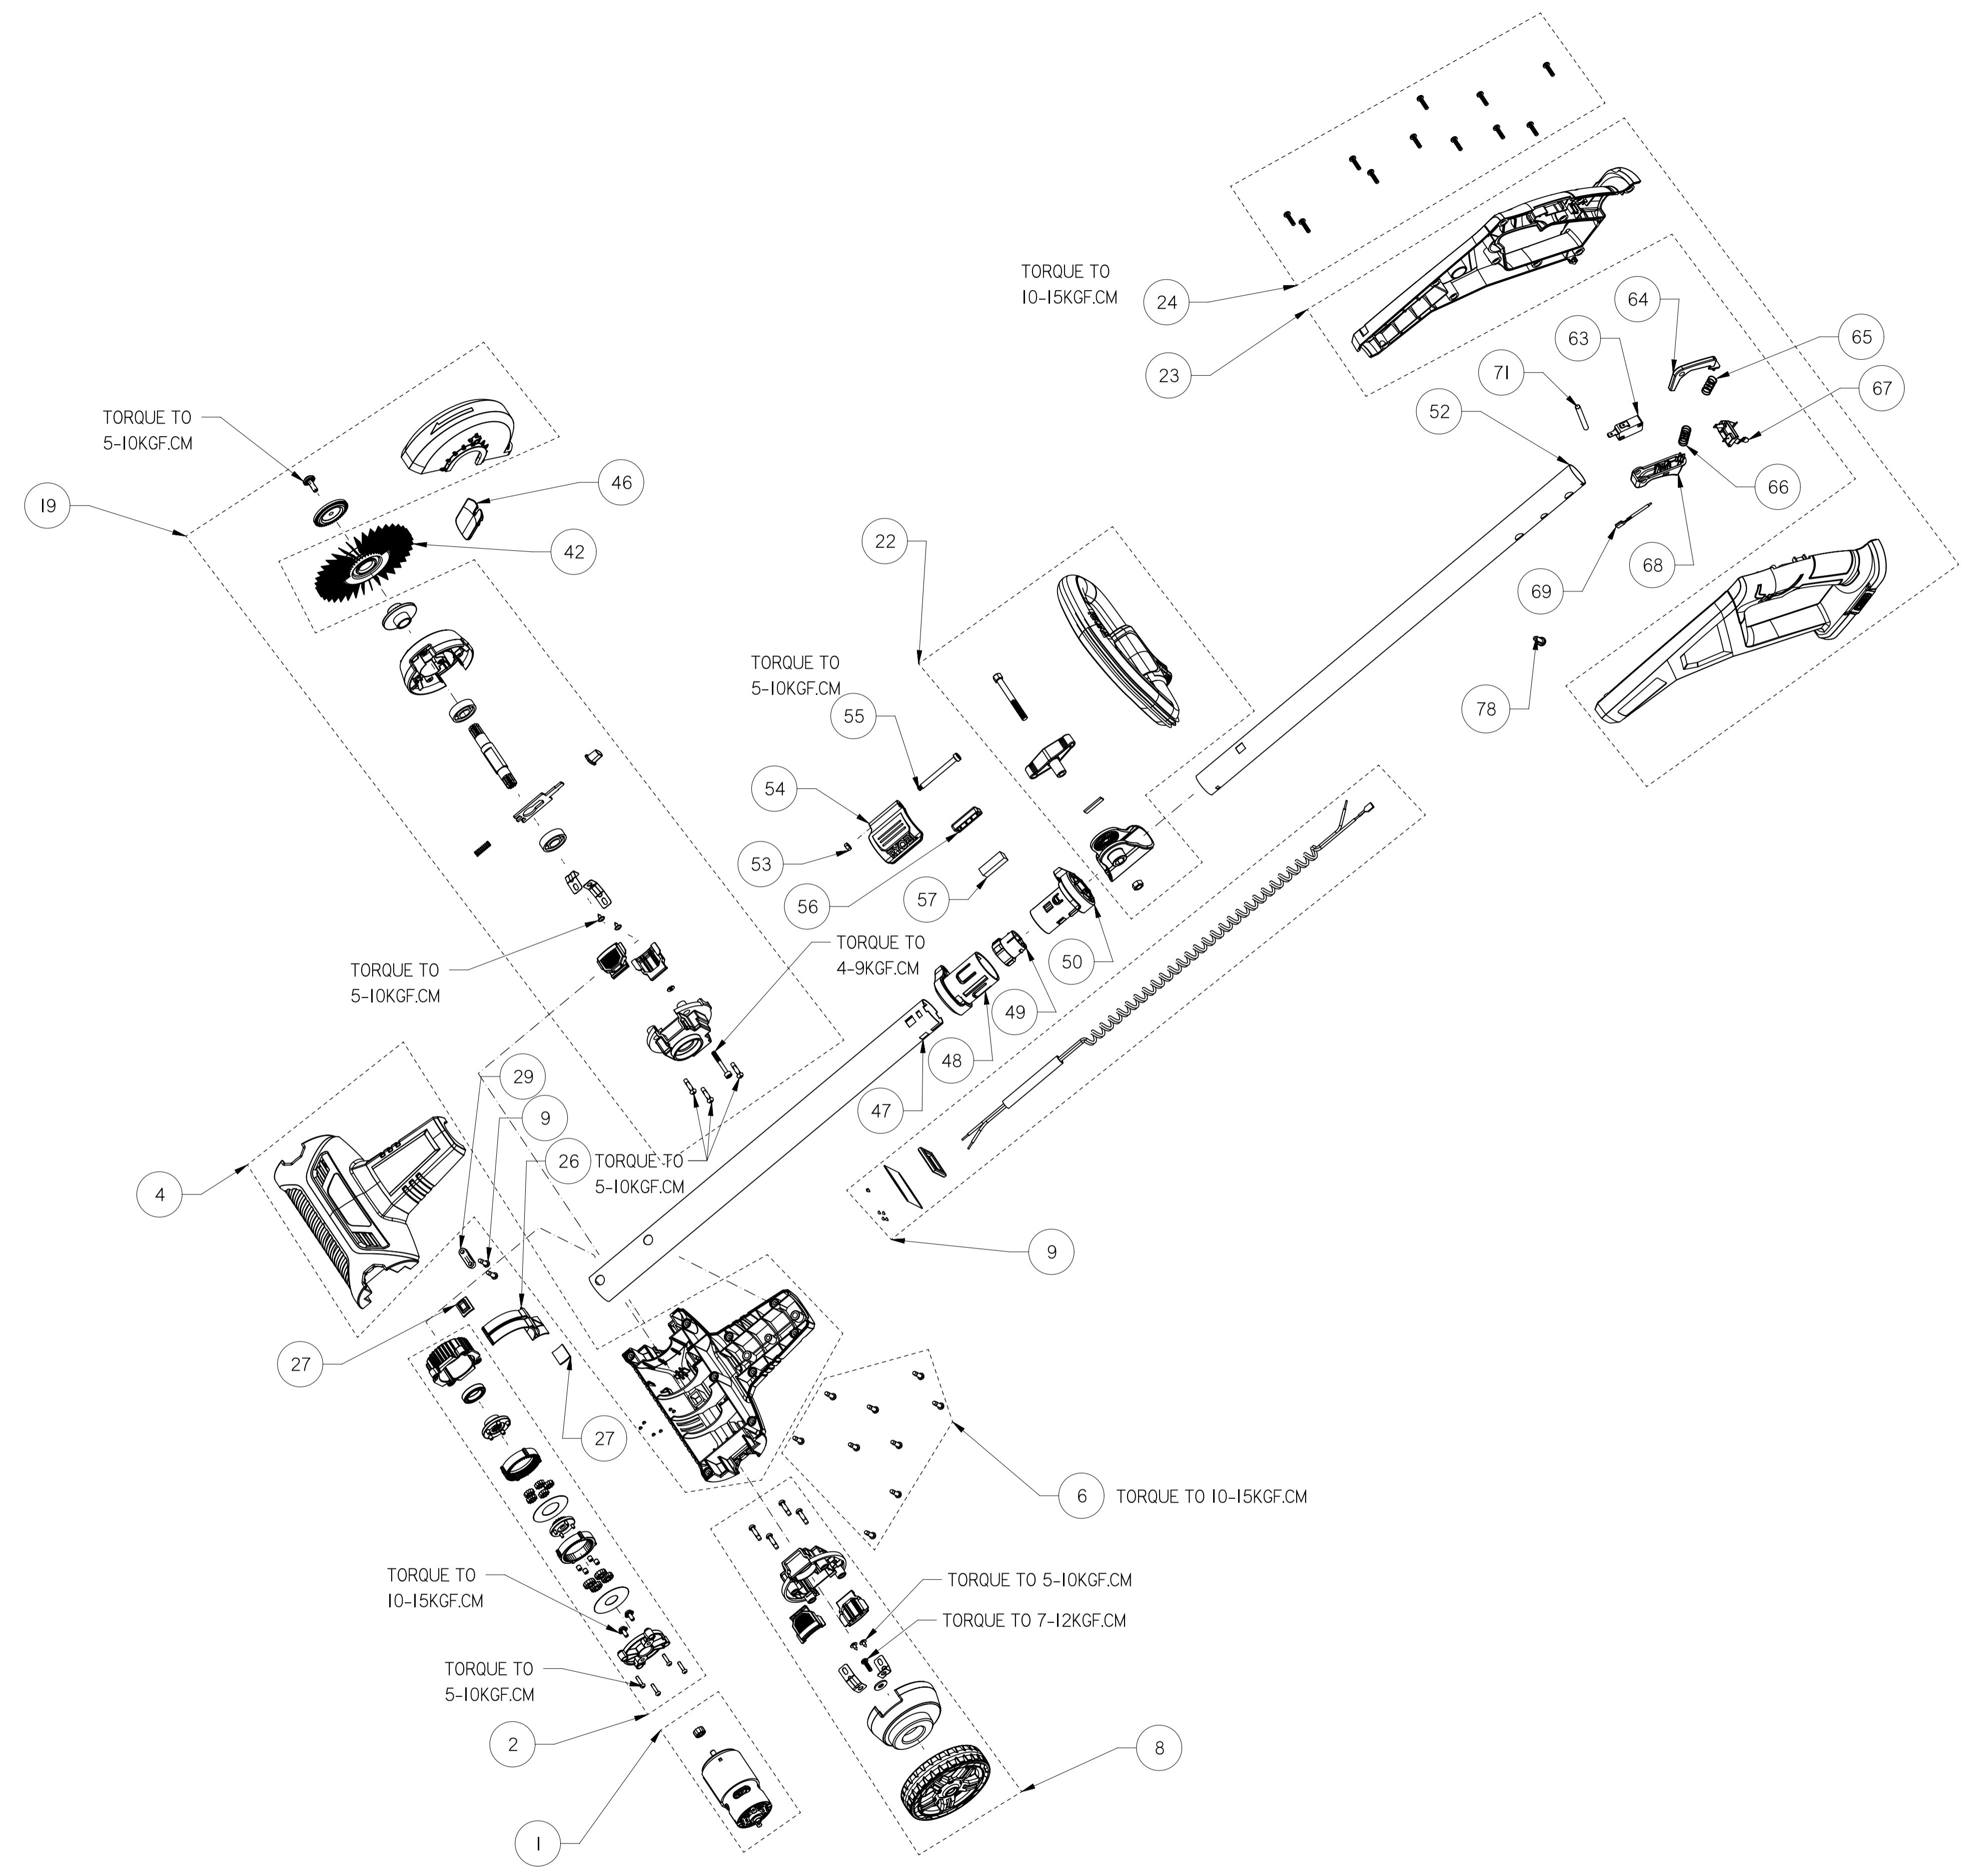 TORQUE TO
10-15KGF.CM
24
23
64
63
65
71
67
52
66
68
69
78
TORQUE TO
5-10KGF.CM
19
46
42
22
TORQUE TO
5-10KGF.CM
55
54
RYOBI
53
56
57
50
TORQUE TO
4-9KGF.CM
TORQUE TO
5-10KGF.CM
49
48
47
29
9
26
TORQUE TO
5-10KGF.CM
4
9
27
27
6
TORQUE TO 10-15KGF.CM
TORQUE TO
10-15KGF.CM
TORQUE TO 5-10KGF.CM
TORQUE TO 7-12KGF.CM
TORQUE TO
5-10KGF.CM
2
8
1